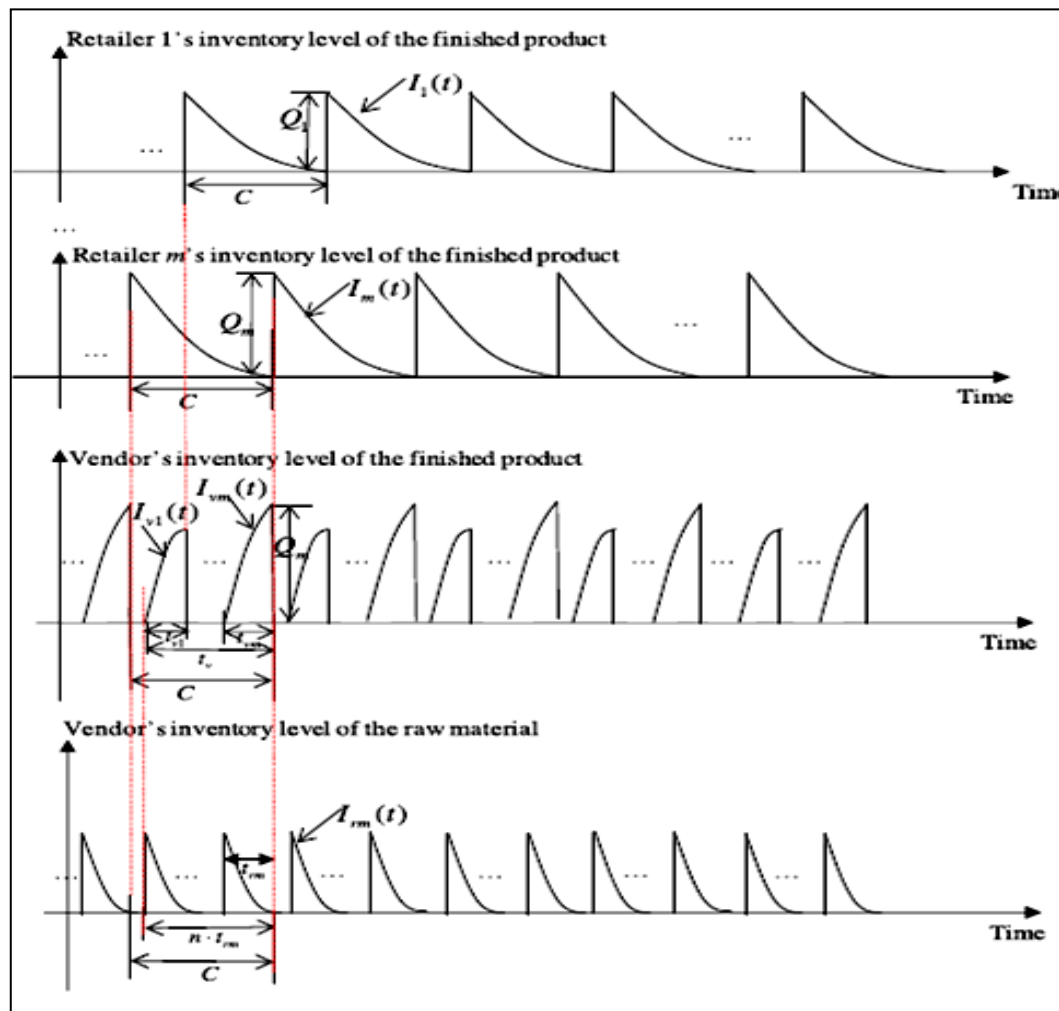 Retailer 1's inventory level of the finished product
I₁(t)
Q₁
...
...
C
Time
...
Retailer m's inventory level of the finished product
Iₘ(t)
Qₘ
...
...
Time
C
Vendor's inventory level of the finished product
Iᵥₘ(t)
Iᵥ₁(t)
Qₘ
... ... ... ... ... ...
tᵥ₁
tᵥ
Time
C
Vendor's inventory level of the raw material
Iᵣₘ(t)
tᵣₘ
... ... ... ... ...
n · tᵣₘ
Time
C